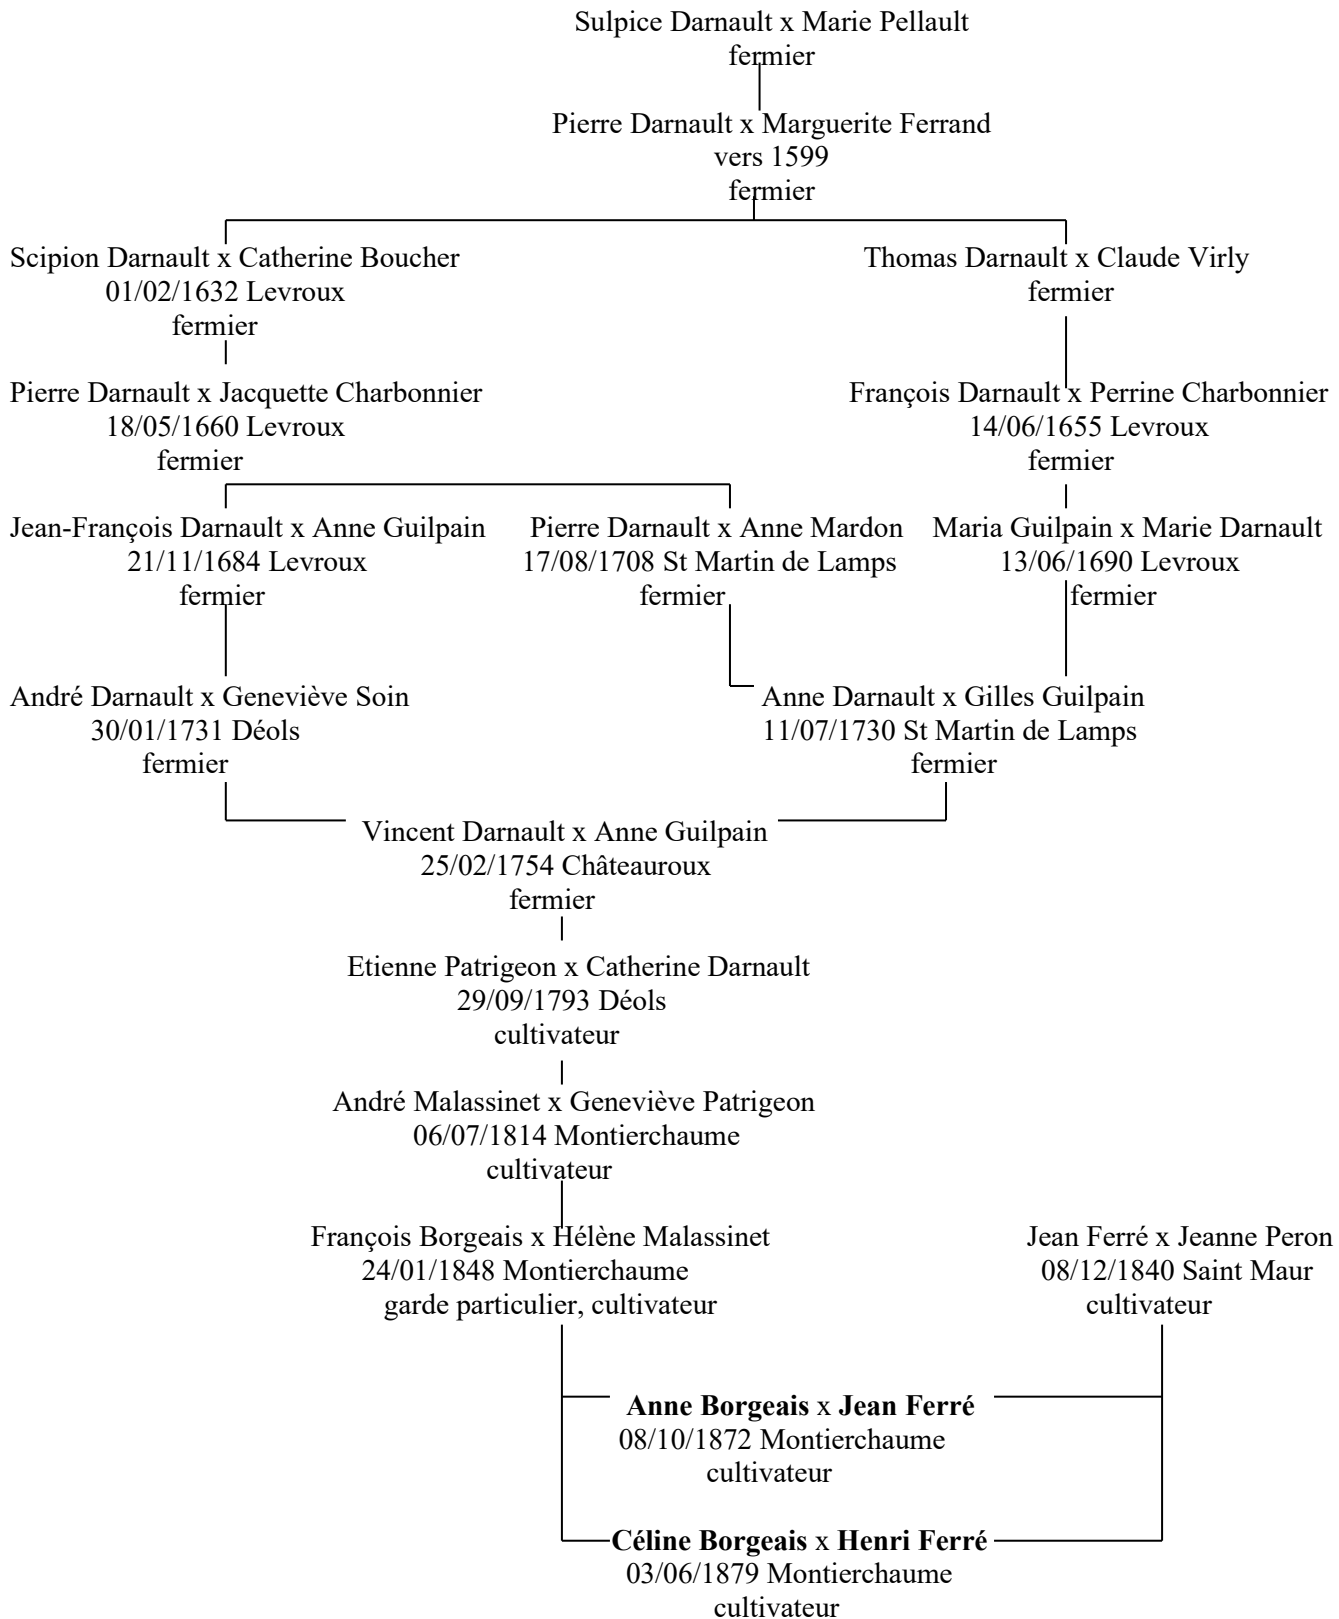 Sulpice Darnault x Marie Pellault
fermier
Pierre Darnault x Marguerite Ferrand
vers 1599
fermier
Scipion Darnault x Catherine Boucher
01/02/1632 Levroux
fermier
Thomas Darnault x Claude Virly
fermier
Pierre Darnault x Jacquette Charbonnier
18/05/1660 Levroux
fermier
François Darnault x Perrine Charbonnier
14/06/1655 Levroux
fermier
Jean-François Darnault x Anne Guilpain
21/11/1684 Levroux
fermier
Pierre Darnault x Anne Mardon
17/08/1708 St Martin de Lamps
fermier
Maria Guilpain x Marie Darnault
13/06/1690 Levroux
fermier
André Darnault x Geneviève Soin
30/01/1731 Déols
fermier
Anne Darnault x Gilles Guilpain
11/07/1730 St Martin de Lamps
fermier
Vincent Darnault x Anne Guilpain
25/02/1754 Châteauroux
fermier
Etienne Patrigeon x Catherine Darnault
29/09/1793 Déols
cultivateur
André Malassinet x Geneviève Patrigeon
06/07/1814 Montierchaume
cultivateur
François Borgeais x Hélène Malassinet
24/01/1848 Montierchaume
garde particulier, cultivateur
Jean Ferré x Jeanne Peron
08/12/1840 Saint Maur
cultivateur
Anne Borgeais x Jean Ferré
08/10/1872 Montierchaume
cultivateur
Céline Borgeais x Henri Ferré
03/06/1879 Montierchaume
cultivateur